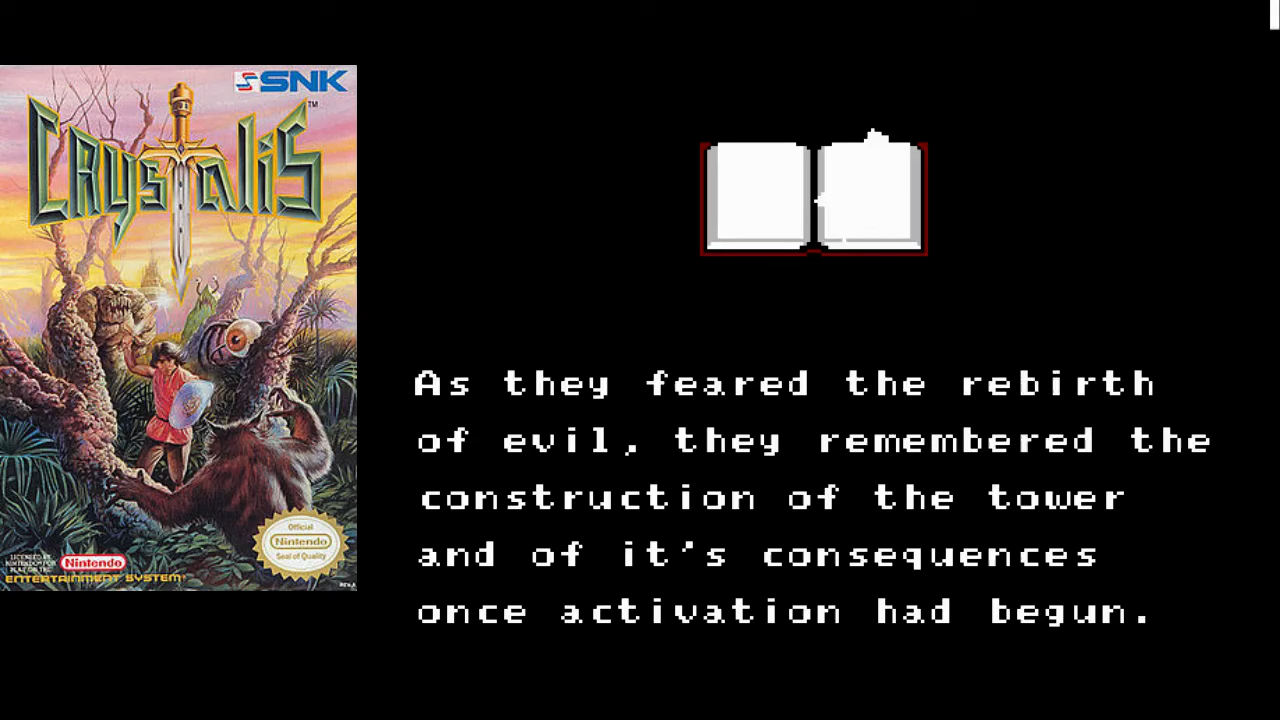 SNK
TM
CRYSTALIS
Official
Nintendo
Seal of Quality
Nintendo
ENTERTAINMENT SYSTEM
As they feared the rebirth
of evil, they remembered the
construction of the tower
and of it's consequences
once activation had begun.